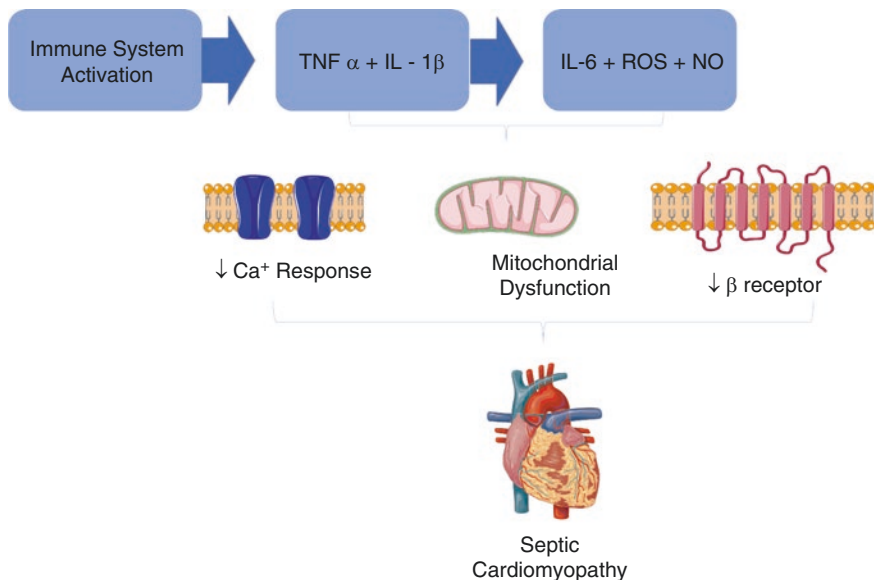 Immune System
Activation
TNF α + IL - 1β
IL-6 + ROS + NO
↓ Ca⁺ Response
Mitochondrial
Dysfunction
↓ β receptor
Septic
Cardiomyopathy